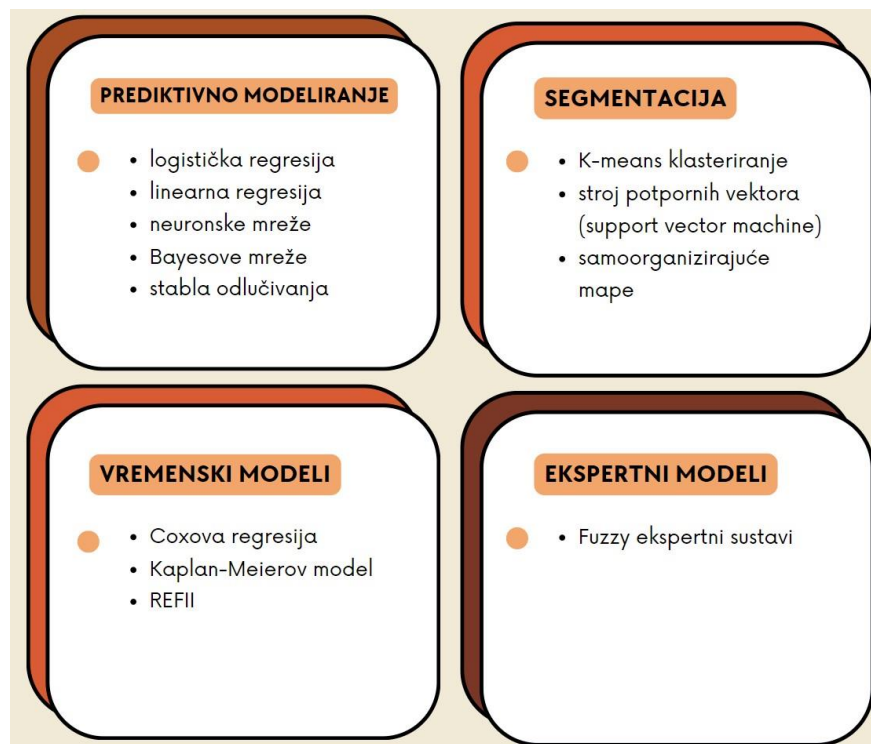 PREDIKTIVNO MODELIRANJE
• logistička regresija
• linearna regresija
• neuronske mreže
• Bayesove mreže
• stabla odlučivanja
SEGMENTACIJA
• K-means klasteriranje
• stroj potpornih vektora
(support vector machine)
• samoorganizirajuće
mape
VREMENSKI MODELI
• Coxova regresija
• Kaplan-Meierov model
• REFII
EKSPERTNI MODELI
• Fuzzy ekspertni sustavi